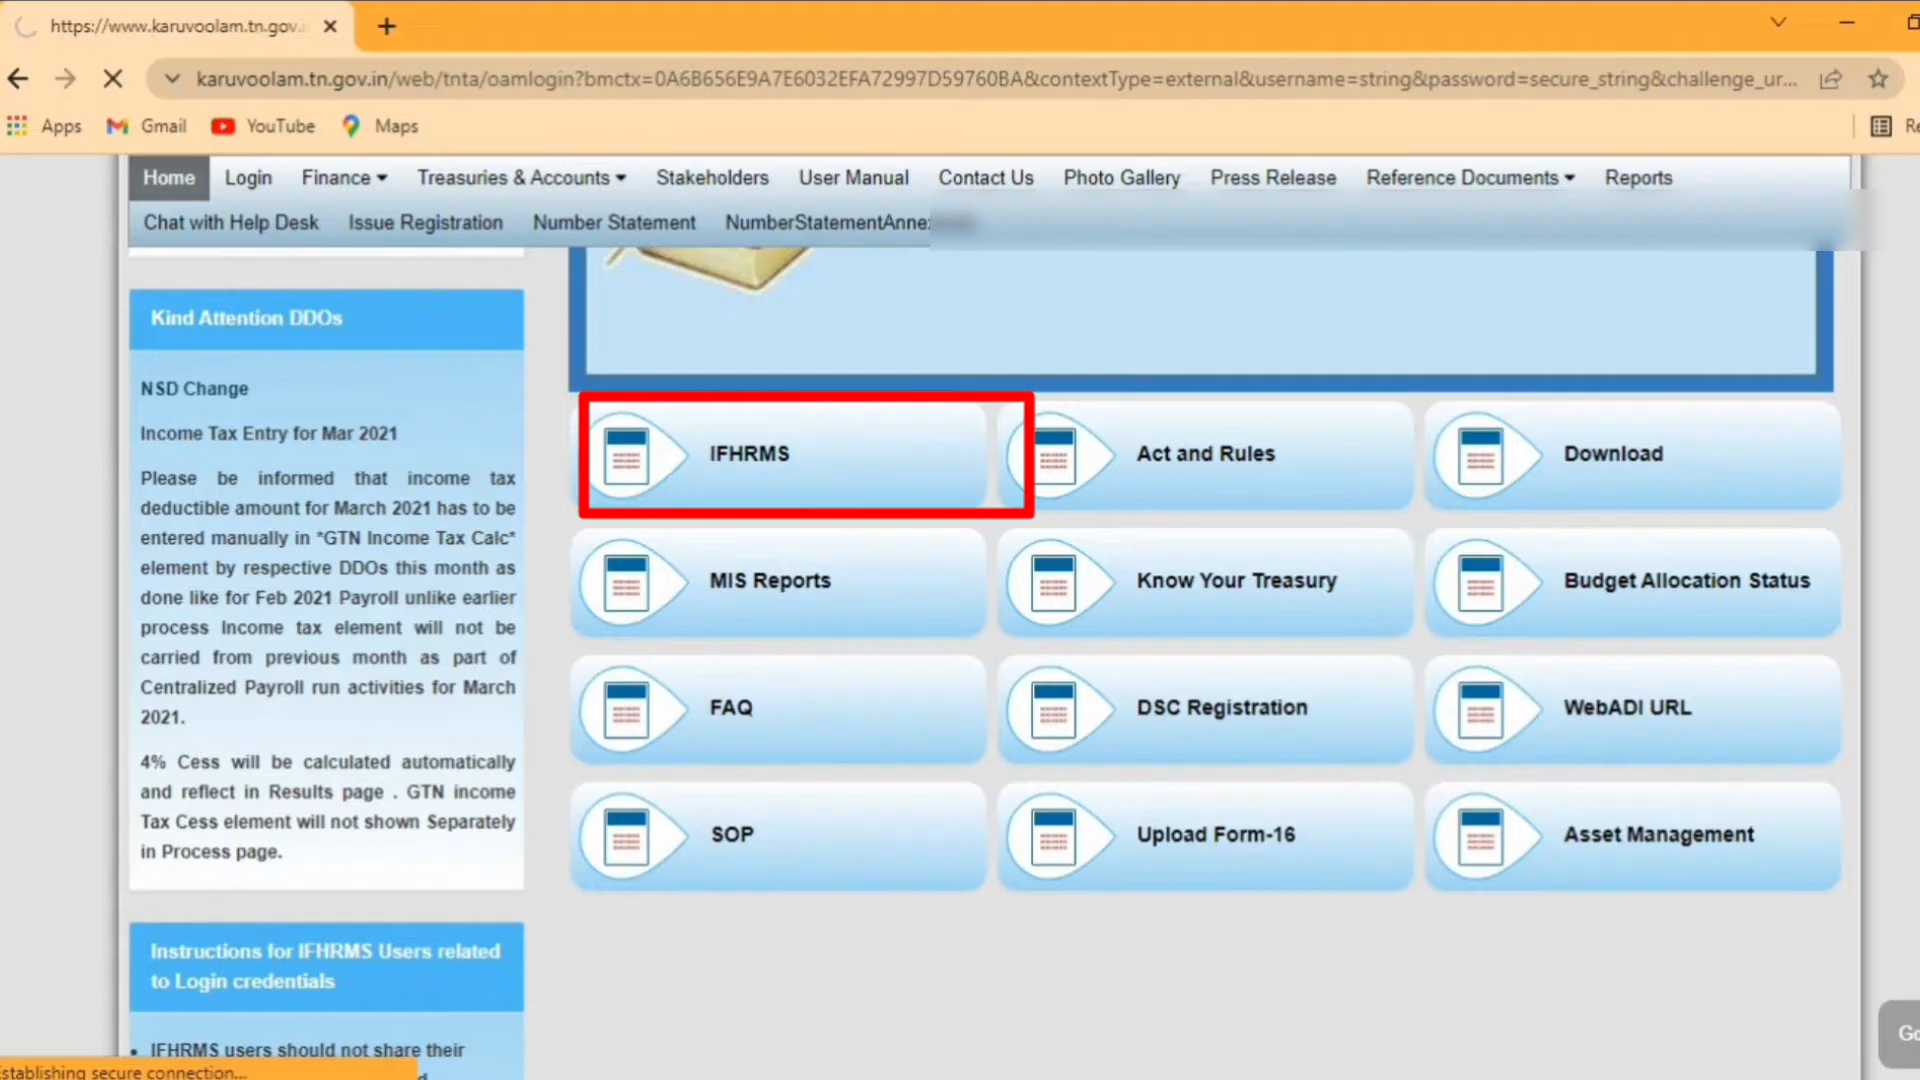 https://www.karuvoolam.tn.gov.
karuvoolam.tn.gov.in/web/tnta/oamlogin?bmctx=0A6B656E9A7E6032EFA72997D59760BA&contextType=external&username=string&password=secure_string&challenge_ur...
Apps Gmail YouTube Maps
Home Login Finance Treasuries & Accounts Stakeholders User Manual Contact Us Photo Gallery Press Release Reference Documents Reports
Chat with Help Desk Issue Registration Number Statement NumberStatementAnne
Kind Attention DDOs
NSD Change
Income Tax Entry for Mar 2021
Please be informed that income tax
deductible amount for March 2021 has to be
entered manually in *GTN Income Tax Calc*
element by respective DDOs this month as
done like for Feb 2021 Payroll unlike earlier
process Income tax element will not be
carried from previous month as part of
Centralized Payroll run activities for March
2021.
4% Cess will be calculated automatically
and reflect in Results page . GTN income
Tax Cess element will not shown Separately
in Process page.
Instructions for IFHRMS Users related
to Login credentials
IFHRMS users should not share their
IFHRMS Act and Rules Download
MIS Reports Know Your Treasury Budget Allocation Status
FAQ DSC Registration WebADI URL
SOP Upload Form-16 Asset Management
Establishing secure connection...